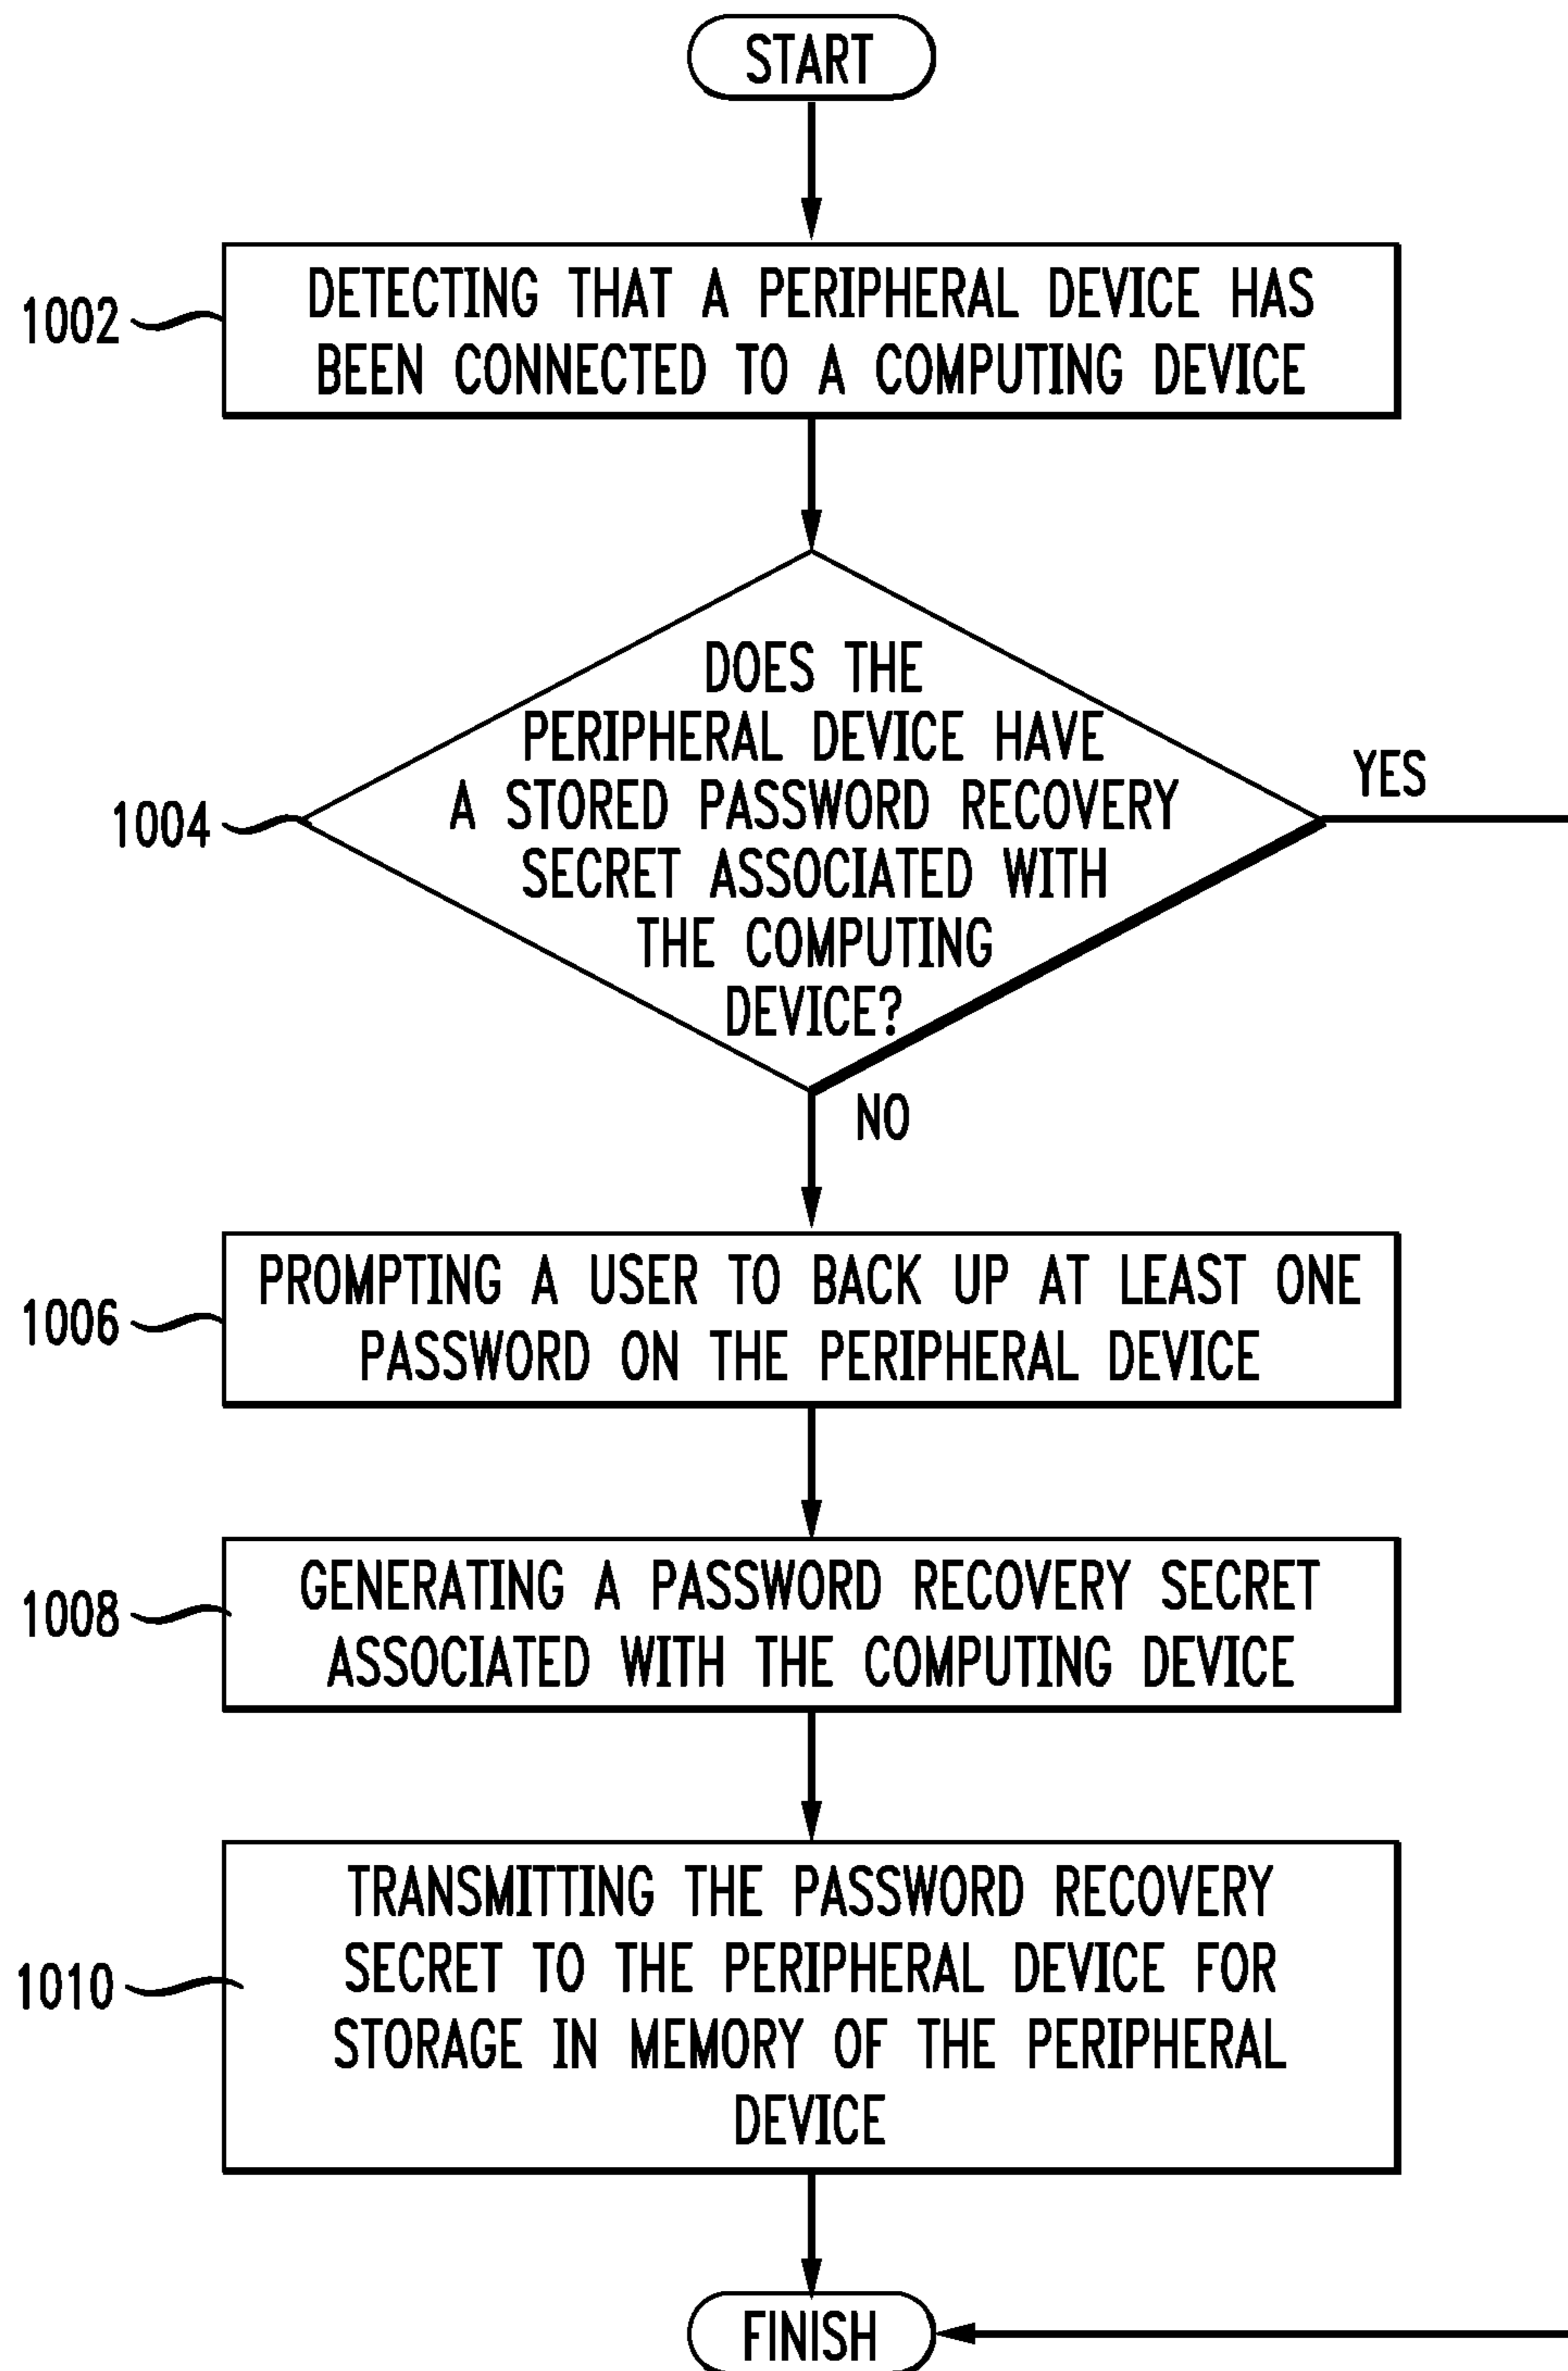 START
1002
DETECTING THAT A PERIPHERAL DEVICE HAS
BEEN CONNECTED TO A COMPUTING DEVICE
1004
DOES THE
PERIPHERAL DEVICE HAVE
A STORED PASSWORD RECOVERY
SECRET ASSOCIATED WITH
THE COMPUTING
DEVICE?
YES
NO
1006
PROMPTING A USER TO BACK UP AT LEAST ONE
PASSWORD ON THE PERIPHERAL DEVICE
1008
GENERATING A PASSWORD RECOVERY SECRET
ASSOCIATED WITH THE COMPUTING DEVICE
1010
TRANSMITTING THE PASSWORD RECOVERY
SECRET TO THE PERIPHERAL DEVICE FOR
STORAGE IN MEMORY OF THE PERIPHERAL
DEVICE
FINISH